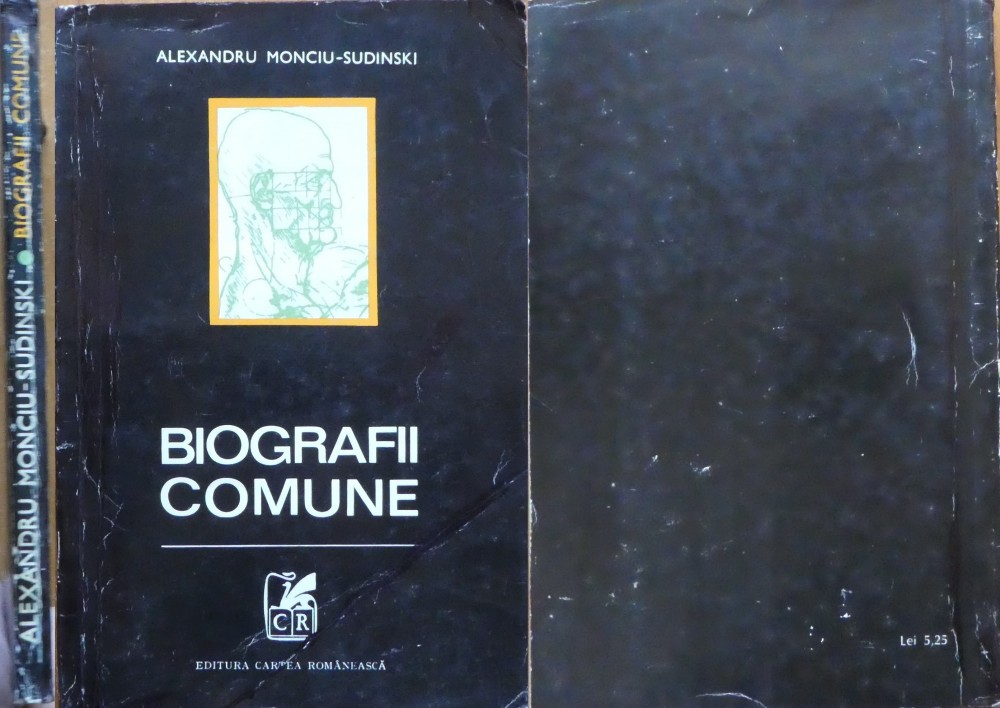 ALEXANDRU MONCIU-SUDINSKI ● BIOGRAFII COMUNE
ALEXANDRU MONCIU-SUDINSKI
BIOGRAFII
COMUNE
CR
EDITURA CARTEA ROMÂNEASCĂ
Lei 5,25